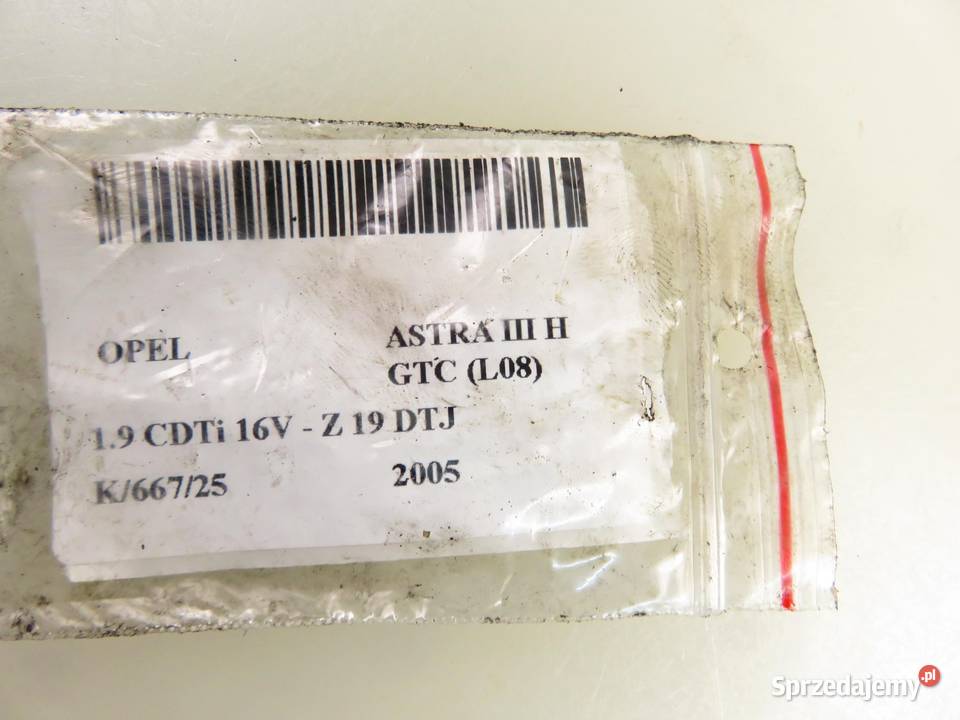 OPEL ASTRA III H
GTC (L08)
1.9 CDTi 16V - Z 19 DTJ
K/667/25 2005
Sprzedajemy.pl